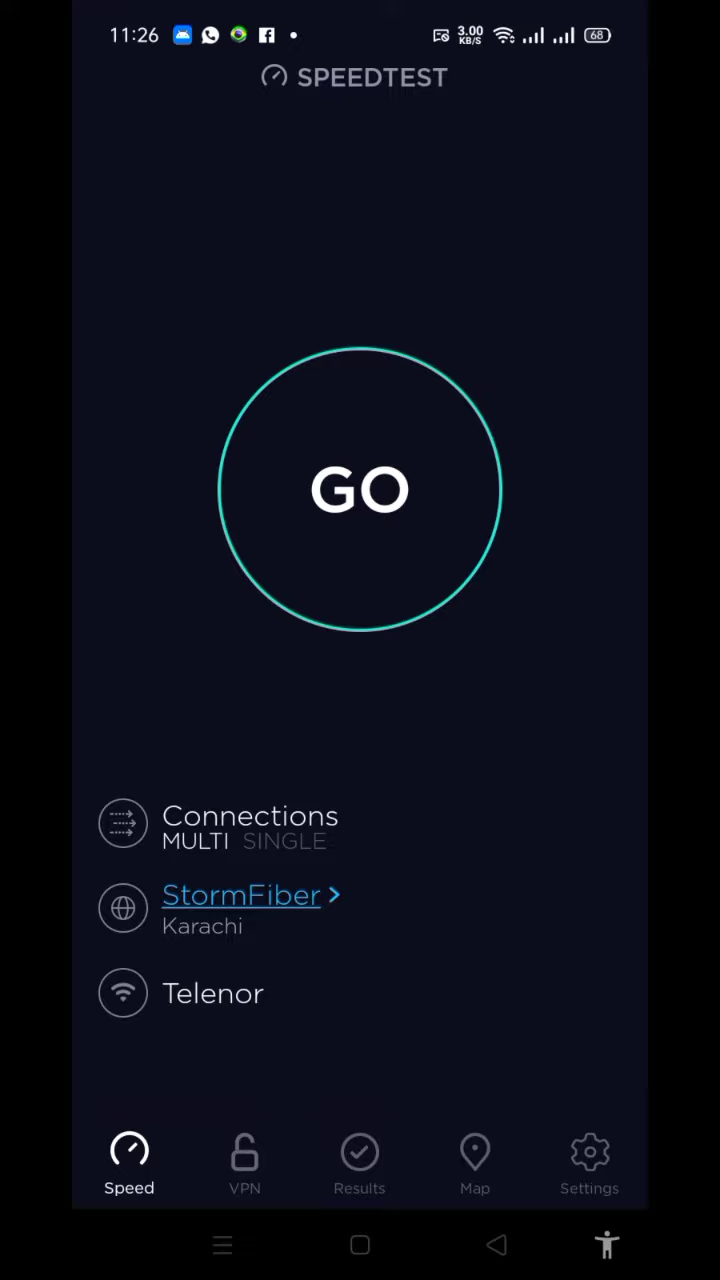 11:26 3.00 KB/S 68
SPEEDTEST
GO
Connections
MULTI SINGLE
StormFiber >
Karachi
Telenor
Speed VPN Results Map Settings